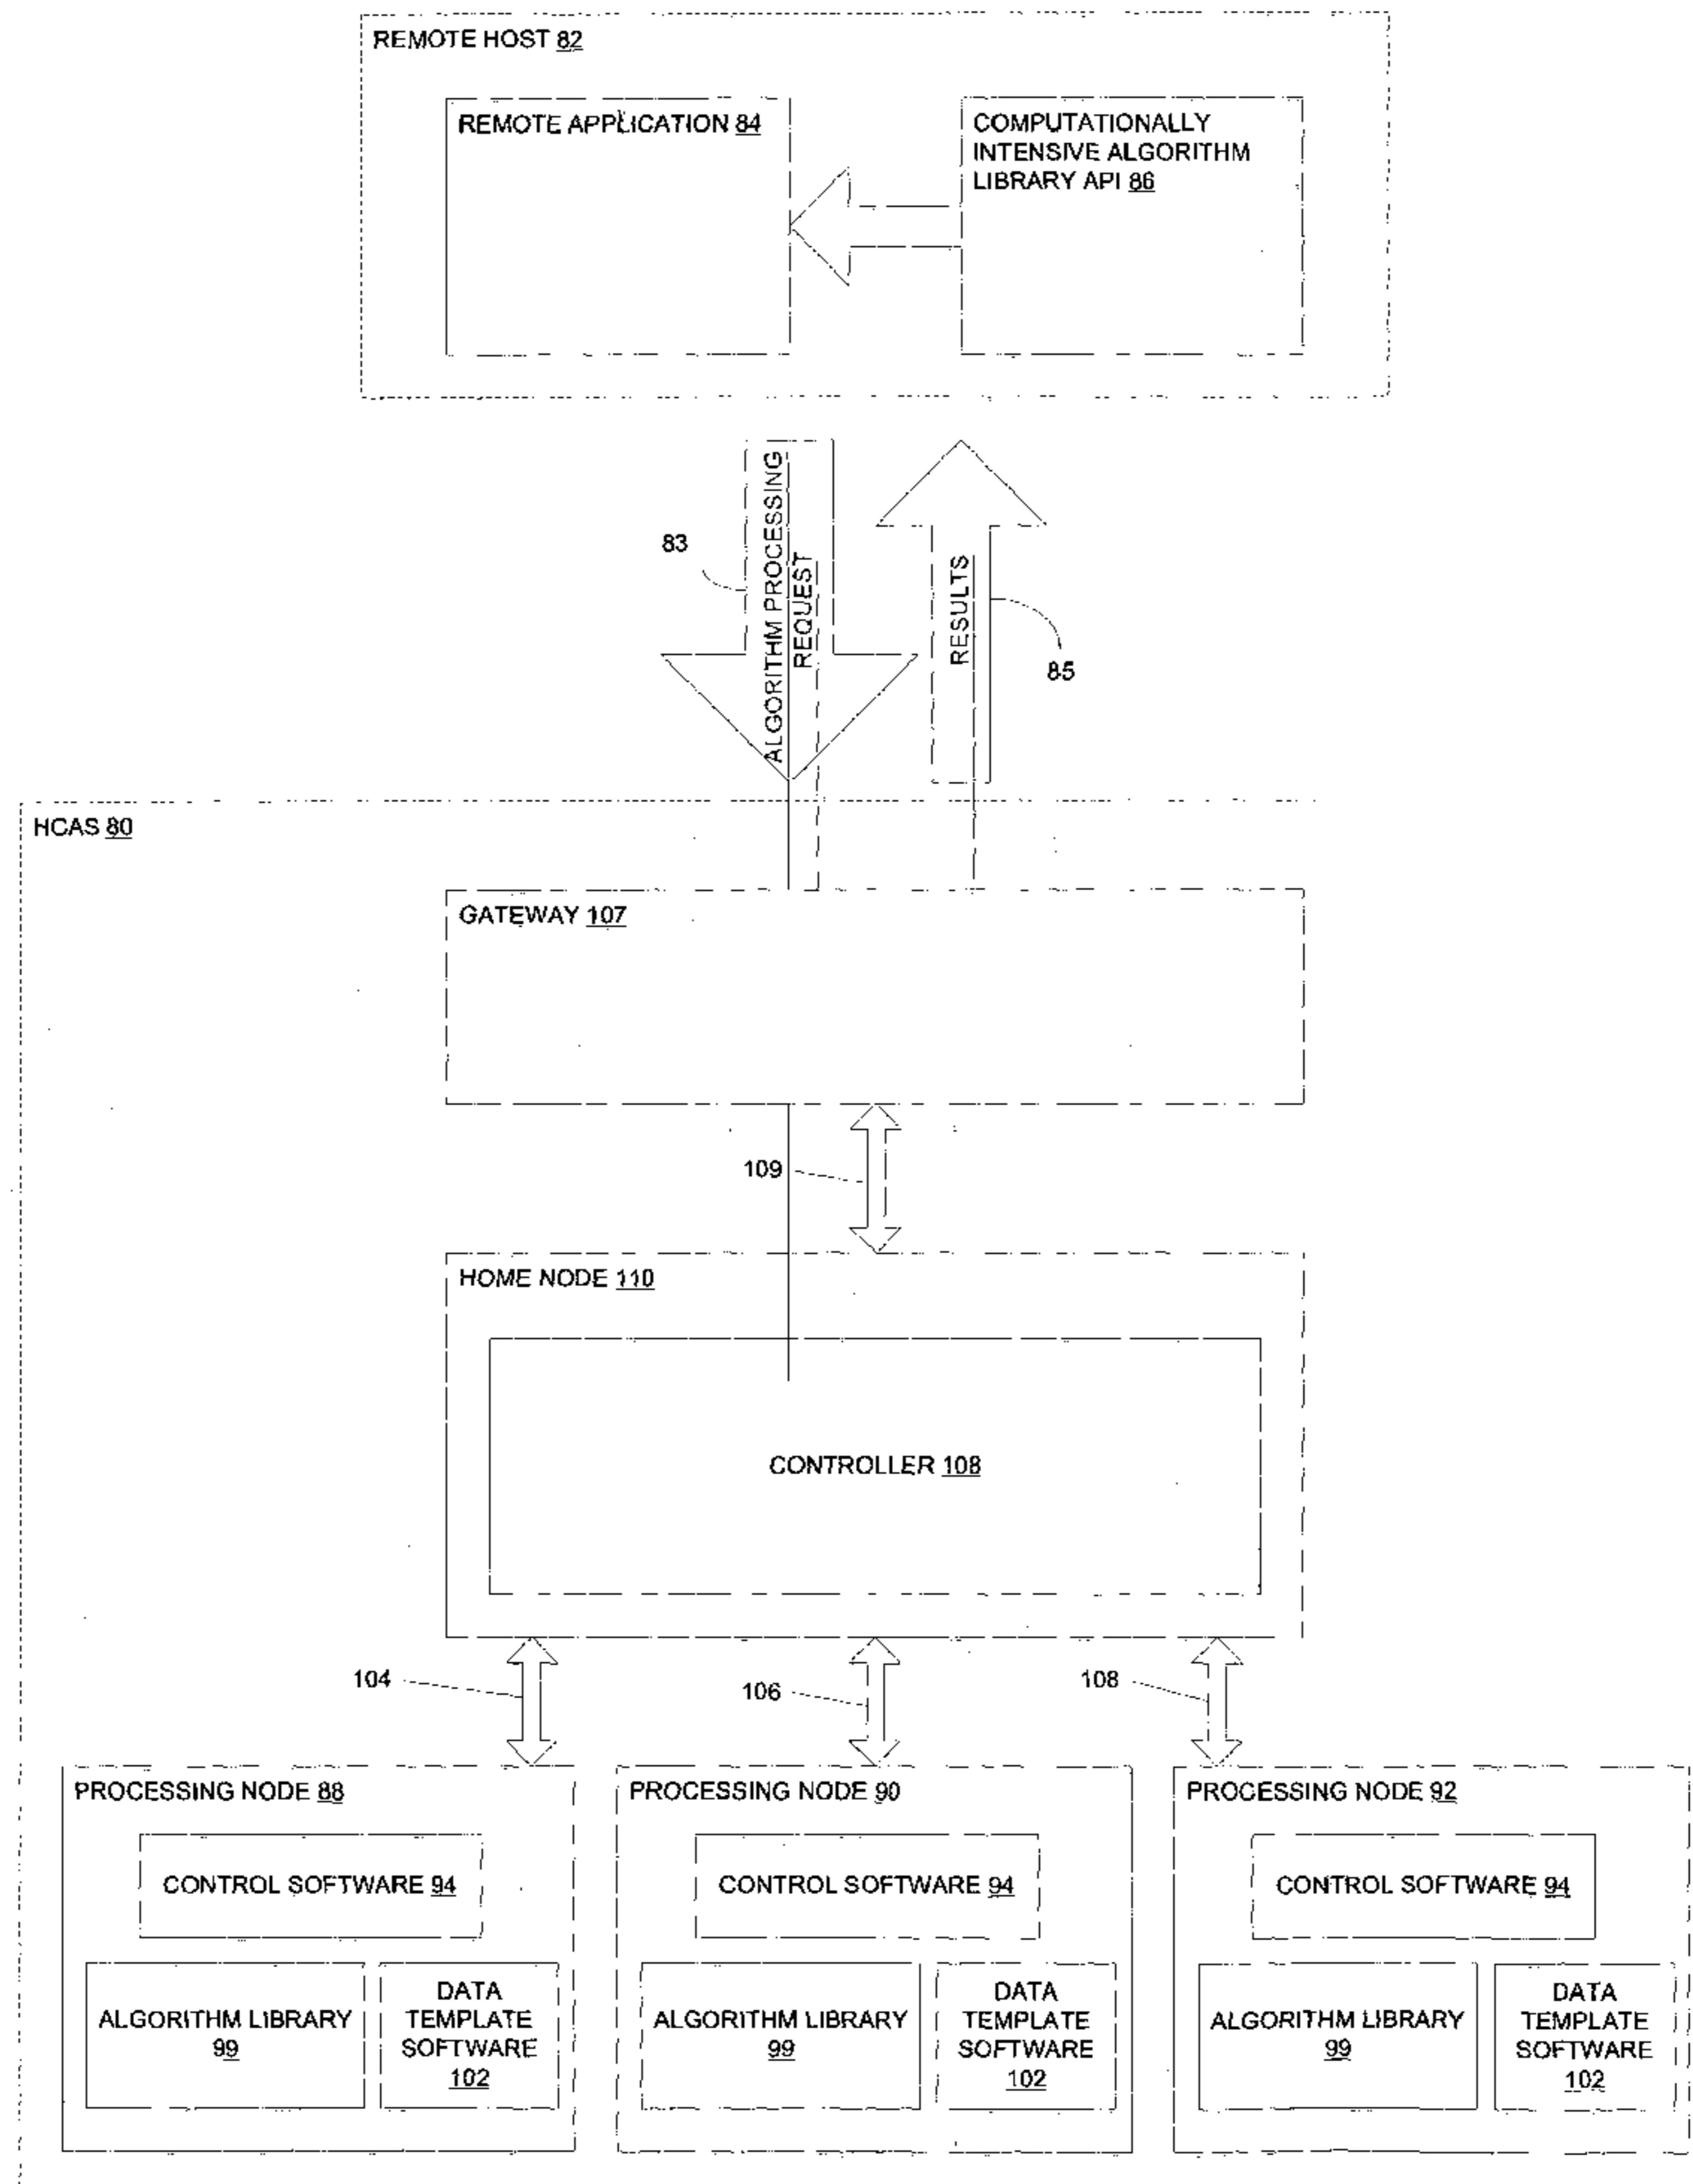 REMOTE HOST 82
REMOTE APPLICATION 84
COMPUTATIONALLY
INTENSIVE ALGORITHM
LIBRARY API 86
ALGORITHM PROCESSING
REQUEST
83
RESULTS
85
HCAS 80
GATEWAY 107
109
HOME NODE 110
CONTROLLER 108
104
106
108
PROCESSING NODE 88
CONTROL SOFTWARE 94
ALGORITHM LIBRARY
99
DATA
TEMPLATE
SOFTWARE
102
PROCESSING NODE 90
CONTROL SOFTWARE 94
ALGORITHM LIBRARY
99
DATA
TEMPLATE
SOFTWARE
102
PROCESSING NODE 92
CONTROL SOFTWARE 94
ALGORITHM LIBRARY
99
DATA
TEMPLATE
SOFTWARE
102